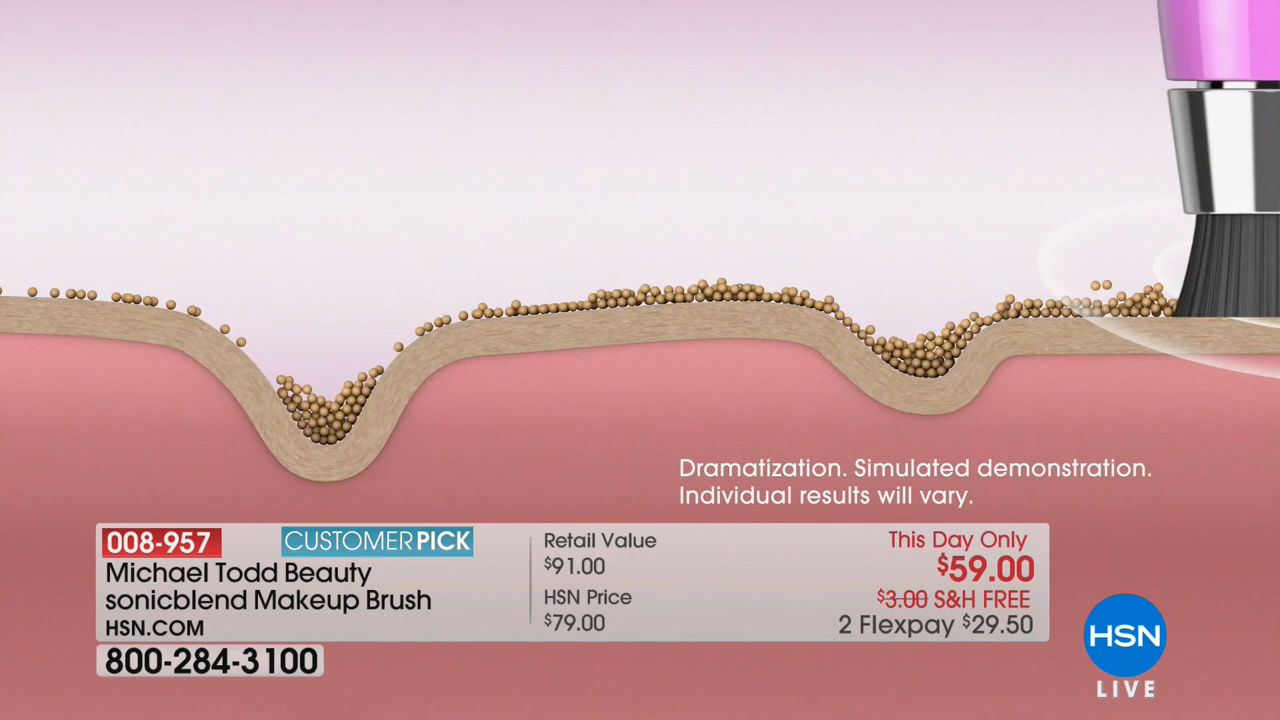 Dramatization. Simulated demonstration.
Individual results will vary.
008-957
CUSTOMERPICK
Michael Todd Beauty
sonicblend Makeup Brush
HSN.COM
800-284-3100
Retail Value
$91.00
HSN Price
$79.00
This Day Only
$59.00
$3.00 S&H FREE
2 Flexpay $29.50
HSN
LIVE